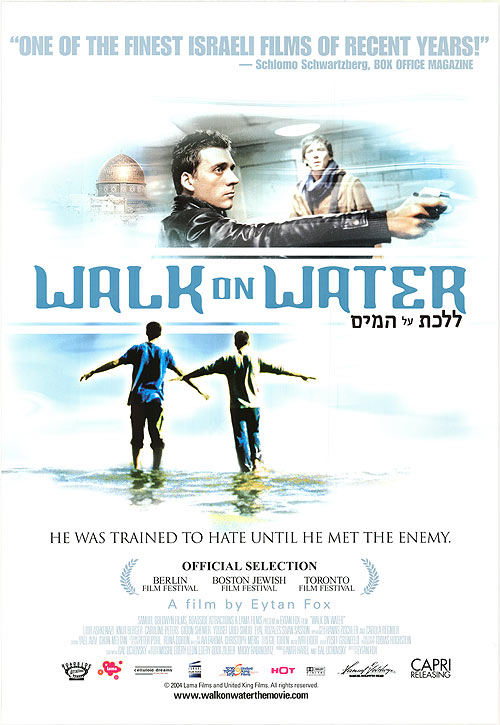 "ONE OF THE FINEST ISRAELI FILMS OF RECENT YEARS!"
— Schlomo Schwartzberg, BOX OFFICE MAGAZINE
WALK ON WATER
ללכת על המים
HE WAS TRAINED TO HATE UNTIL HE MET THE ENEMY.
OFFICIAL SELECTION
BERLIN FILM FESTIVAL
BOSTON JEWISH FILM FESTIVAL
TORONTO FILM FESTIVAL
A film by Eytan Fox
HOT
CAPRI RELEASING
© 2004 Lama Films and United King Films. All rights reserved.
www.walkonwaterthemovie.com